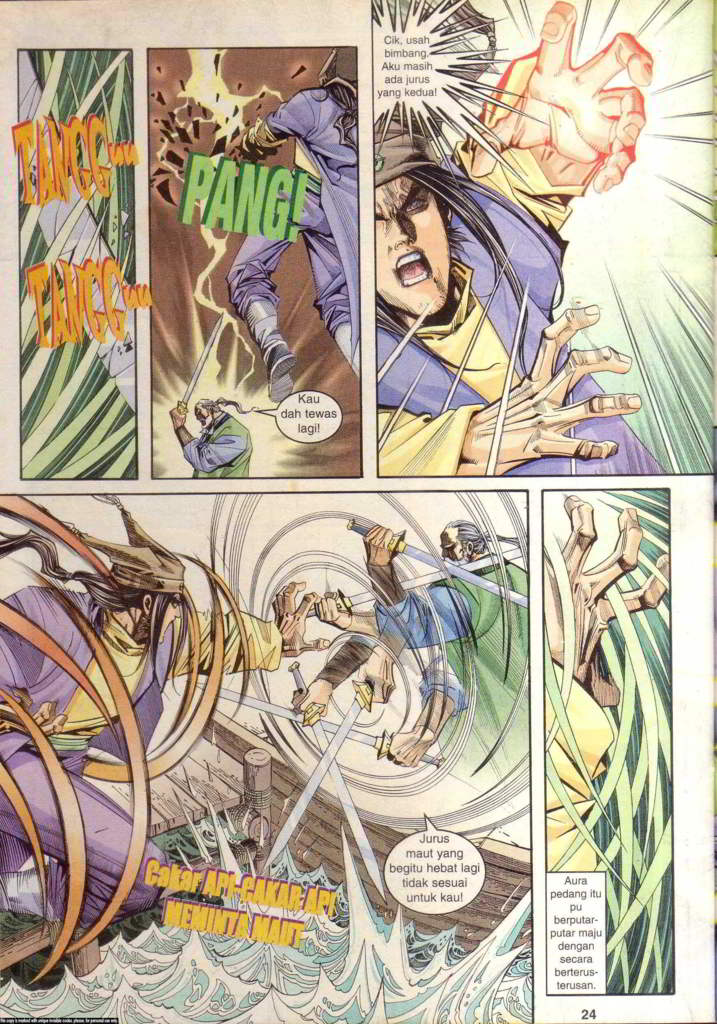 TANGGuu
TANGGuu
PANG!
Kau
dah tewas
lagi!
Cik, usah
bimbang.
Aku masih
ada jurus
yang kedua!
Cakar API-CAKAR API
MEMINTA MAUT
Jurus
maut yang
begitu hebat lagi
tidak sesuai
untuk kau!
Aura
pedang itu
pu
berputar-
putar maju
dengan
secara
berterus-
terusan.
24